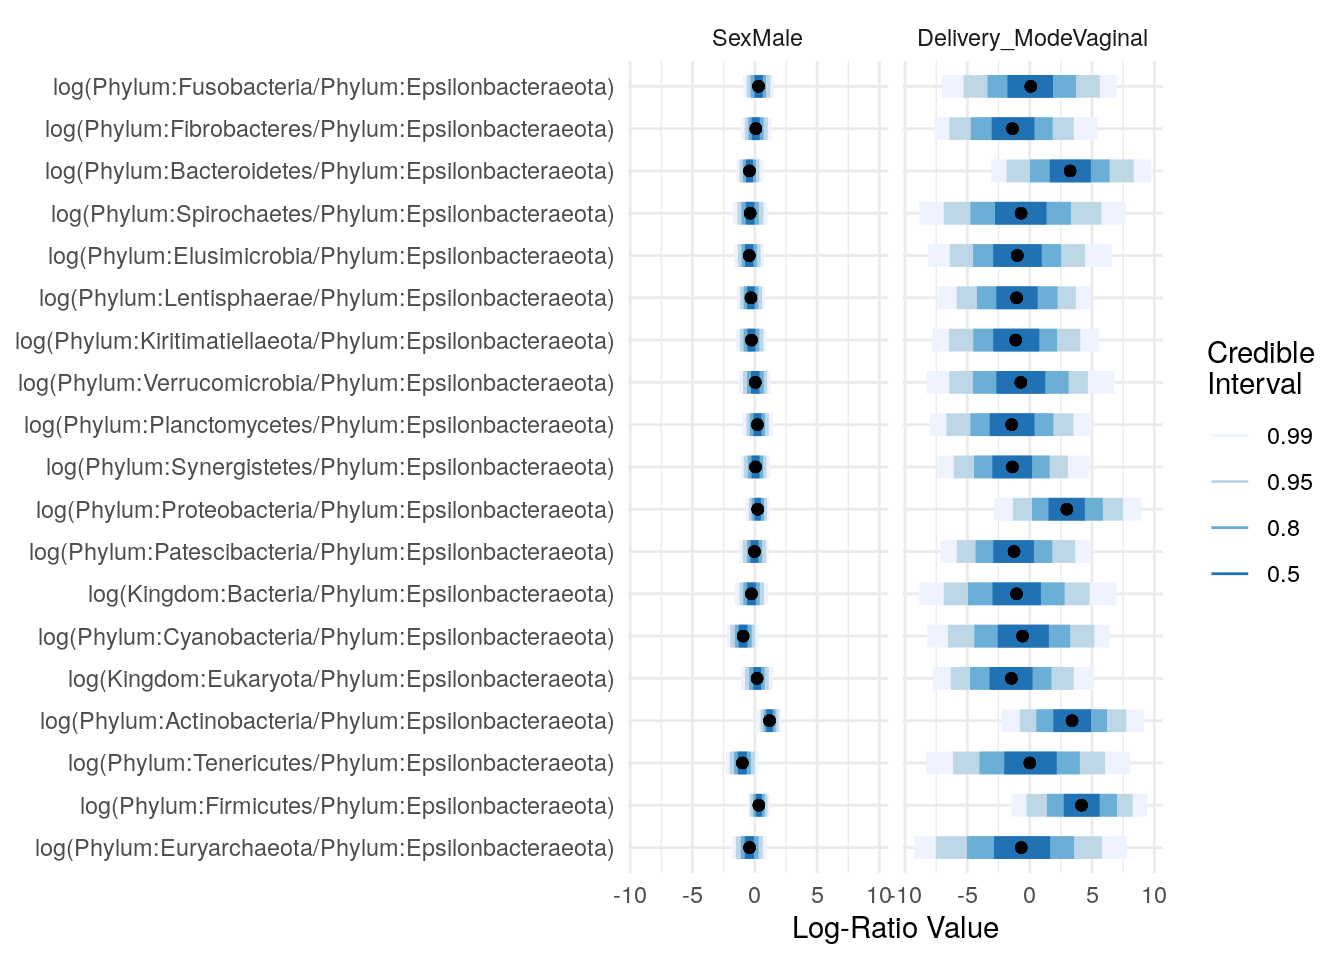 SexMale
Delivery_ModeVaginal
log(Phylum:Fusobacteria/Phylum:Epsilonbacteraeota)
log(Phylum:Fibrobacteres/Phylum:Epsilonbacteraeota)
log(Phylum:Bacteroidetes/Phylum:Epsilonbacteraeota)
log(Phylum:Spirochaetes/Phylum:Epsilonbacteraeota)
log(Phylum:Elusimicrobia/Phylum:Epsilonbacteraeota)
log(Phylum:Lentisphaerae/Phylum:Epsilonbacteraeota)
log(Phylum:Kiritimatiellaeota/Phylum:Epsilonbacteraeota)
log(Phylum:Verrucomicrobia/Phylum:Epsilonbacteraeota)
log(Phylum:Planctomycetes/Phylum:Epsilonbacteraeota)
log(Phylum:Synergistetes/Phylum:Epsilonbacteraeota)
log(Phylum:Proteobacteria/Phylum:Epsilonbacteraeota)
log(Phylum:Patescibacteria/Phylum:Epsilonbacteraeota)
log(Kingdom:Bacteria/Phylum:Epsilonbacteraeota)
log(Phylum:Cyanobacteria/Phylum:Epsilonbacteraeota)
log(Kingdom:Eukaryota/Phylum:Epsilonbacteraeota)
log(Phylum:Actinobacteria/Phylum:Epsilonbacteraeota)
log(Phylum:Tenericutes/Phylum:Epsilonbacteraeota)
log(Phylum:Firmicutes/Phylum:Epsilonbacteraeota)
log(Phylum:Euryarchaeota/Phylum:Epsilonbacteraeota)
-10 -5 0 5 10
-10 -5 0 5 10
Log-Ratio Value
Credible
Interval
0.99
0.95
0.8
0.5